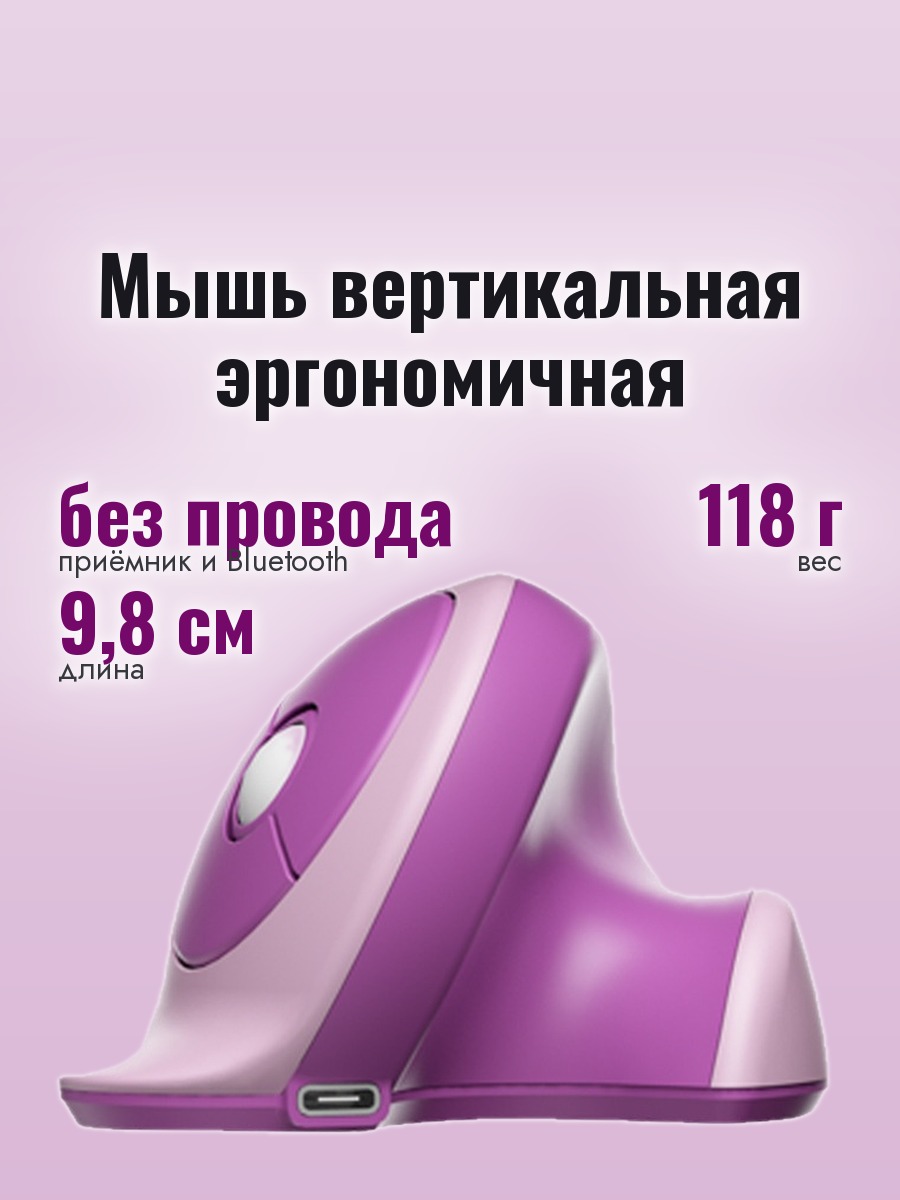 Мышь вертикальная
эргономичная
без провода
приёмник и Bluetooth
118 г
вес
9,8 см
длина